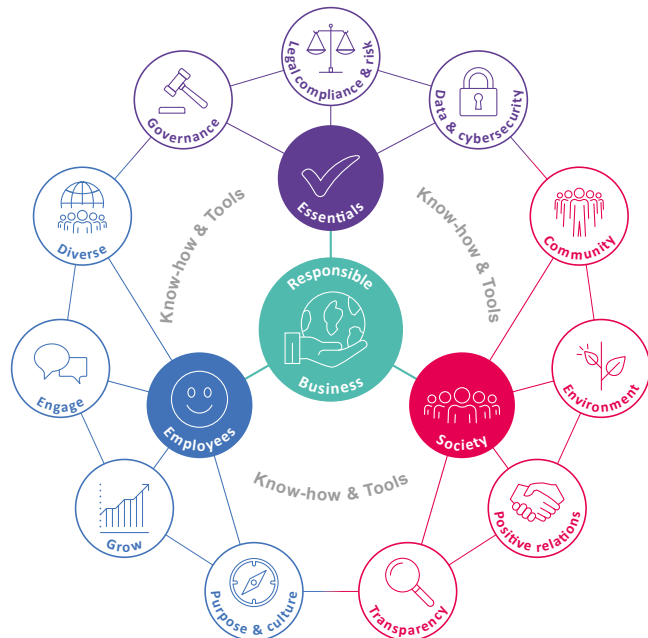 Legal compliance & risk
Governance
Data & cybersecurity
Essentials
Diverse
Know-how & Tools
Know-how & Tools
Community
Responsible
Business
Engage
Employees
Society
Environment
Know-how & Tools
Grow
Positive relations
Purpose & culture
Transparency